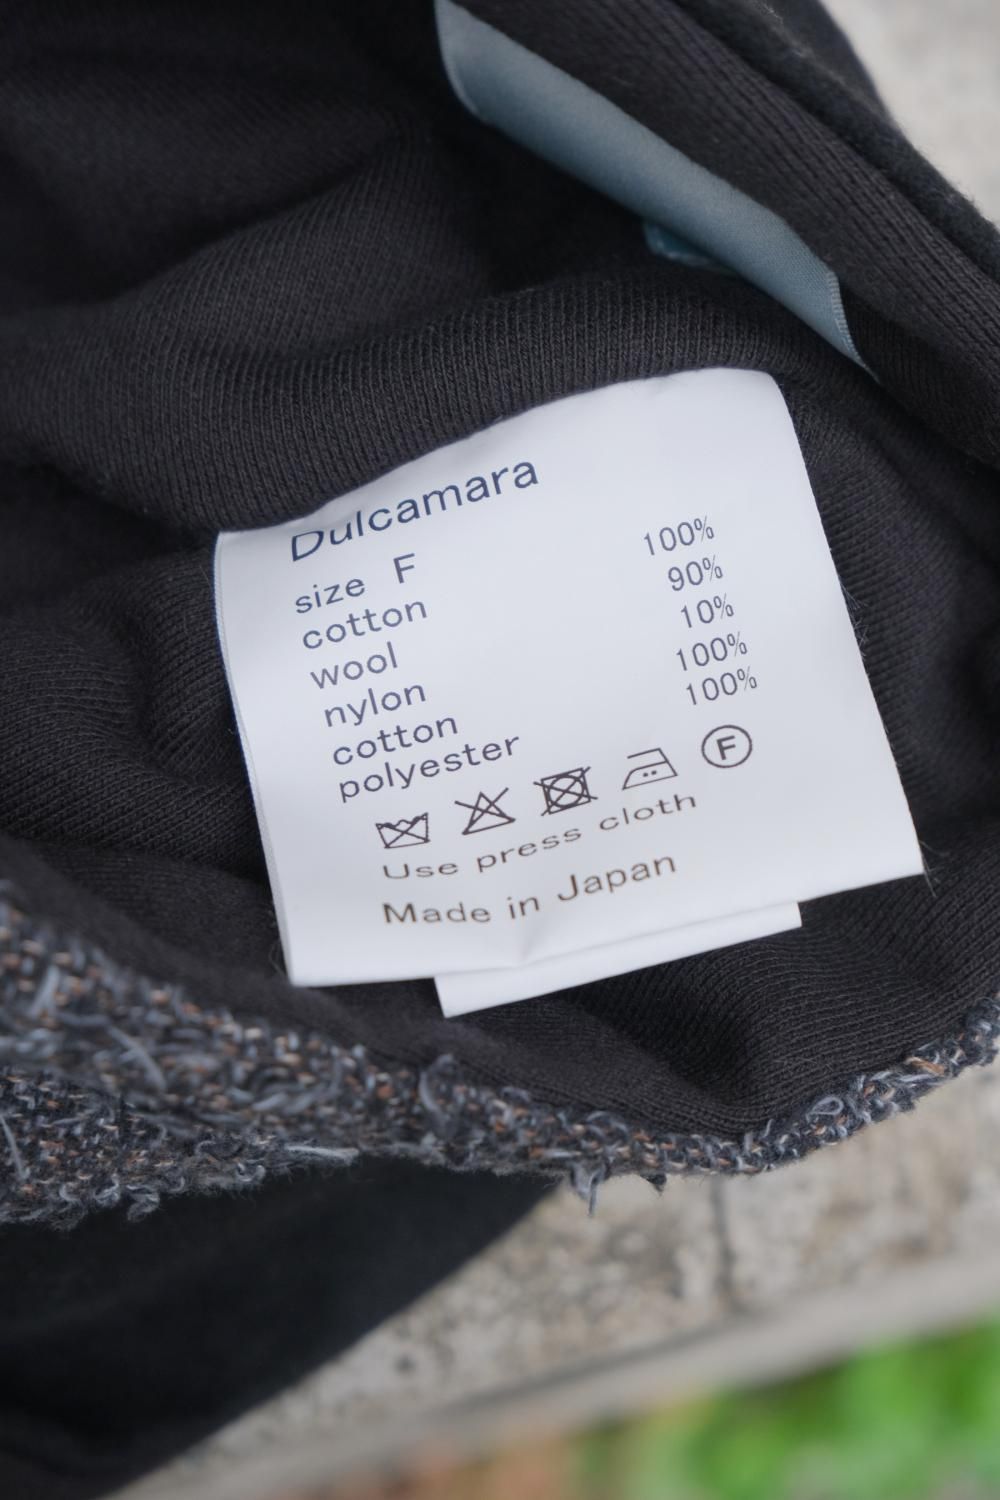 Dulcamara
size F
cotton 100%
wool 90%
nylon 10%
cotton 100%
polyester 100%
F
Use press cloth
Made in Japan